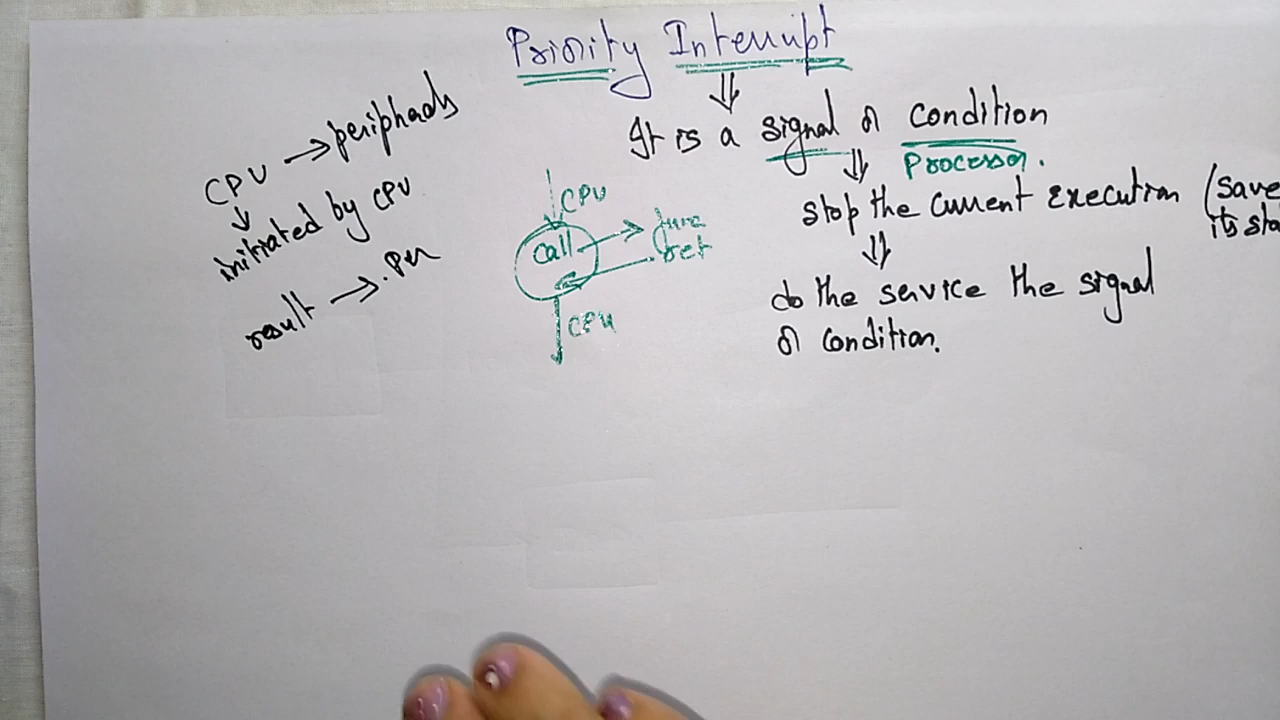 Priority Interrupt
It is a signal or condition
Processor.
stop the current execution (save
its sta
do the service the signal
or condition.
CPU → peripherals
initiated by CPU
result → Per
CPU
call → func
ret
CPU